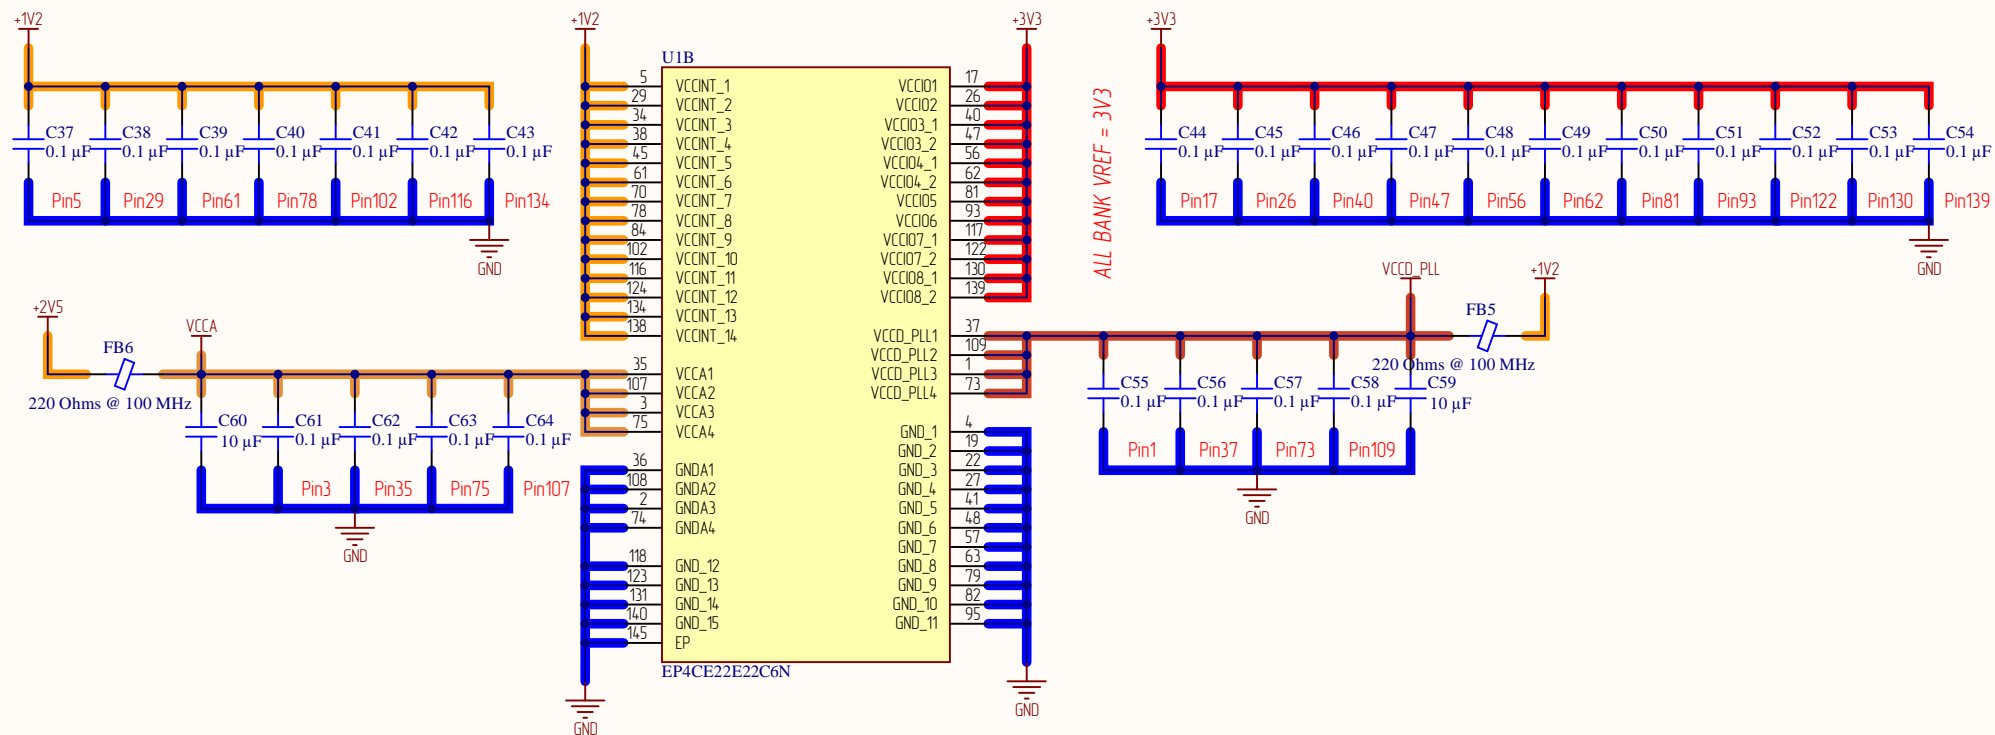 +1V2
C37
0.1 µF
C38
0.1 µF
C39
0.1 µF
C40
0.1 µF
C41
0.1 µF
C42
0.1 µF
C43
0.1 µF
Pin5
Pin29
Pin61
Pin78
Pin102
Pin116
Pin134
GND
+2V5
FB6
220 Ohms @ 100 MHz
VCCA
C60
10 µF
C61
0.1 µF
C62
0.1 µF
C63
0.1 µF
C64
0.1 µF
Pin3
Pin35
Pin75
Pin107
GND
+1V2
U1B
5 VCCINT_1
29 VCCINT_2
34 VCCINT_3
38 VCCINT_4
45 VCCINT_5
61 VCCINT_6
70 VCCINT_7
78 VCCINT_8
84 VCCINT_9
102 VCCINT_10
116 VCCINT_11
124 VCCINT_12
134 VCCINT_13
138 VCCINT_14
35 VCCA1
107 VCCA2
3 VCCA3
75 VCCA4
36 GNDA1
108 GNDA2
2 GNDA3
74 GNDA4
118 GND_12
123 GND_13
131 GND_14
140 GND_15
145 EP
GND
+3V3
VCCIO1 17
VCCIO2 26
VCCIO3_1 40
VCCIO3_2 47
VCCIO4_1 56
VCCIO4_2 62
VCCIO5 81
VCCIO6 93
VCCIO7_1 117
VCCIO7_2 122
VCCIO8_1 130
VCCIO8_2 139
VCCD_PLL1 37
VCCD_PLL2 109
VCCD_PLL3 1
VCCD_PLL4 73
GND_1 4
GND_2 19
GND_3 22
GND_4 27
GND_5 41
GND_6 48
GND_7 57
GND_8 63
GND_9 79
GND_10 82
GND_11 95
EP4CE22E22C6N
GND
ALL BANK VREF = 3V3
+3V3
C44
0.1 µF
C45
0.1 µF
C46
0.1 µF
C47
0.1 µF
C48
0.1 µF
C49
0.1 µF
C50
0.1 µF
C51
0.1 µF
C52
0.1 µF
C53
0.1 µF
C54
0.1 µF
Pin17
Pin26
Pin40
Pin47
Pin56
Pin62
Pin81
Pin93
Pin122
Pin130
Pin139
GND
VCCD_PLL
+1V2
FB5
220 Ohms @ 100 MHz
C55
0.1 µF
C56
0.1 µF
C57
0.1 µF
C58
0.1 µF
C59
10 µF
Pin1
Pin37
Pin73
Pin109
GND